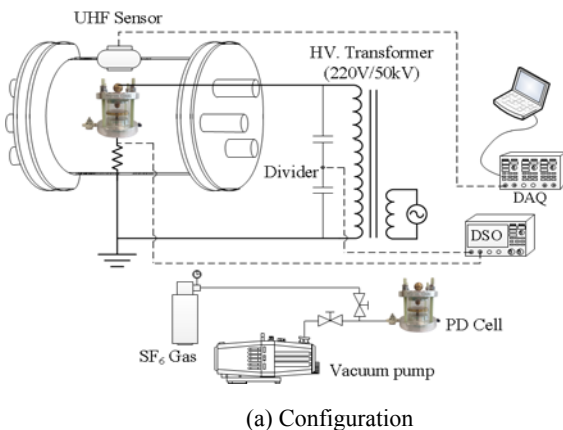 UHF Sensor
HV. Transformer
(220V/50kV)
Divider
DAQ
DSO
SF₆ Gas
PD Cell
Vacuum pump
(a) Configuration